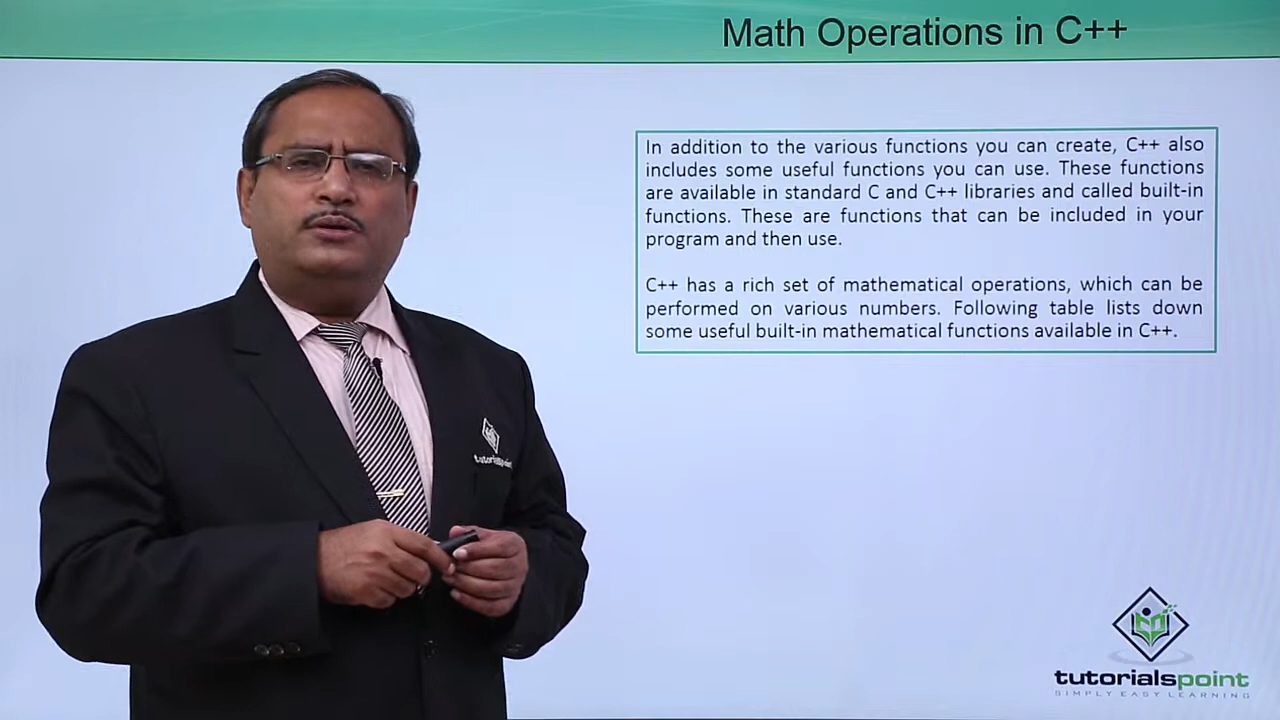 Math Operations in C++
In addition to the various functions you can create, C++ also
includes some useful functions you can use. These functions
are available in standard C and C++ libraries and called built-in
functions. These are functions that can be included in your
program and then use.
C++ has a rich set of mathematical operations, which can be
performed on various numbers. Following table lists down
some useful built-in mathematical functions available in C++.
tutorialspoint
tutorialspoint
SIMPLY EASY LEARNING